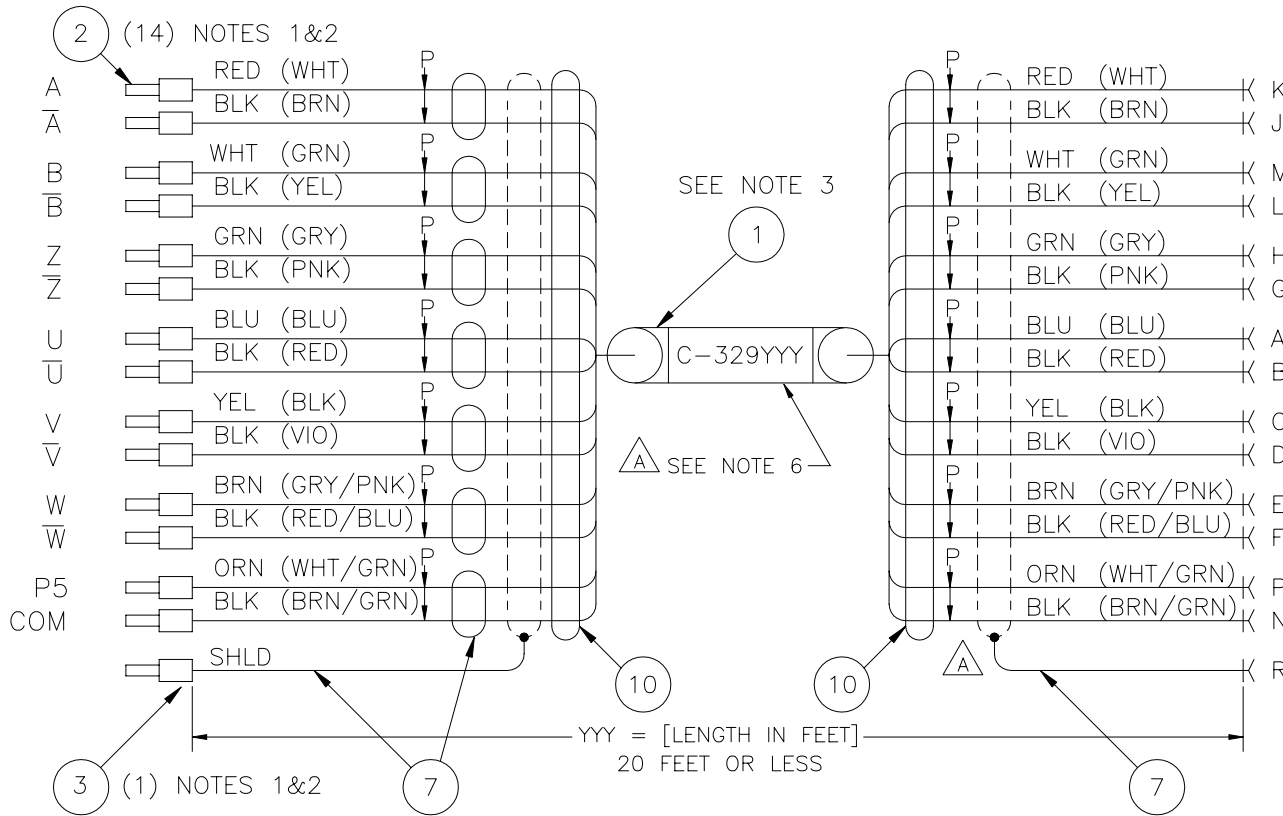 2 (14) NOTES 1&2
A RED (WHT) P P RED (WHT) K
A̅ BLK (BRN) BLK (BRN) J
B WHT (GRN) P P WHT (GRN) M
B̅ BLK (YEL) BLK (YEL) L
SEE NOTE 3
1
Z GRN (GRY) P P GRN (GRY) H
Z̅ BLK (PNK) BLK (PNK) G
U BLU (BLU) P P BLU (BLU) A
U̅ BLK (RED) BLK (RED) B
C-329YYY
V YEL (BLK) P P YEL (BLK) C
V̅ BLK (VIO) BLK (VIO) D
A SEE NOTE 6
W BRN (GRY/PNK) P P BRN (GRY/PNK) E
W̅ BLK (RED/BLU) BLK (RED/BLU) F
P5 ORN (WHT/GRN) P P ORN (WHT/GRN) P
COM BLK (BRN/GRN) BLK (BRN/GRN) N
SHLD A R
10 10
YYY = [LENGTH IN FEET]
20 FEET OR LESS
3 (1) NOTES 1&2 7 7